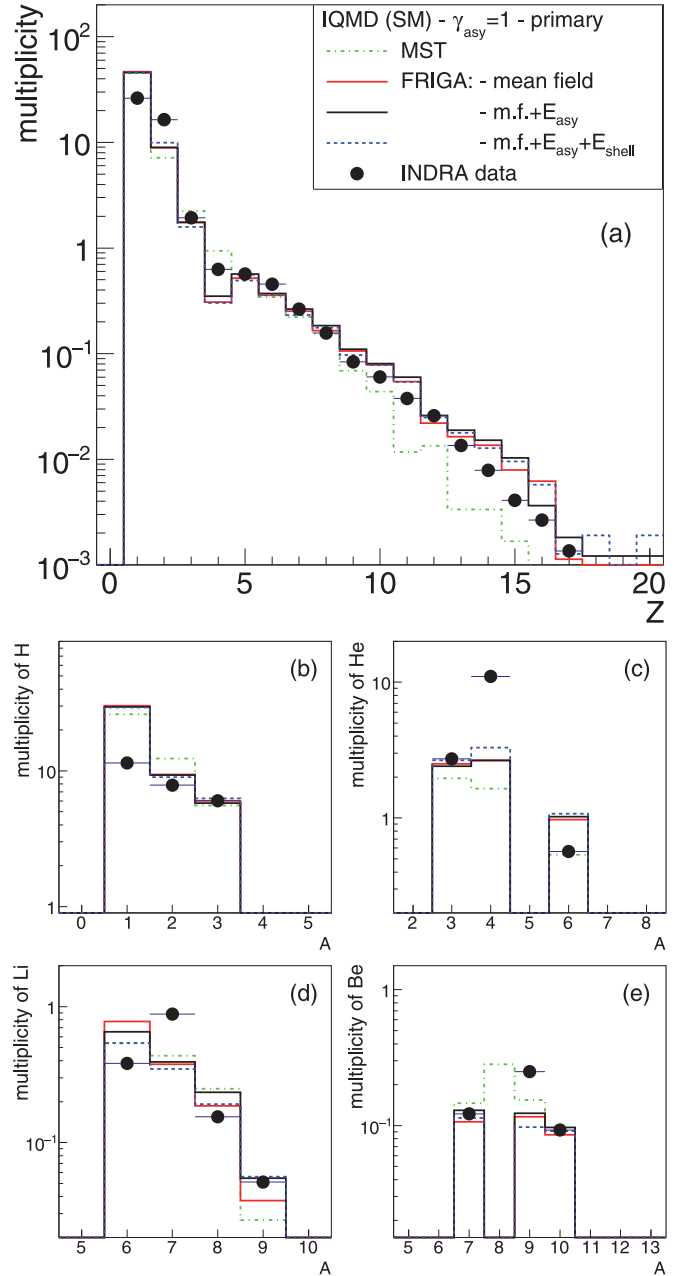 IQMD (SM) - γasy=1 - primary
MST
FRIGA: - mean field
- m.f.+Easy
- m.f.+Easy+Eshell
INDRA data
(a)
multiplicity
10²
10
1
10⁻¹
10⁻²
10⁻³
0 5 10 15 20
Z
(b)
multiplicity of H
10
1
0 1 2 3 4 5
A
(c)
multiplicity of He
10
1
2 3 4 5 6 7 8
A
(d)
multiplicity of Li
1
10⁻¹
5 6 7 8 9 10
A
(e)
multiplicity of Be
1
10⁻¹
5 6 7 8 9 10 11 12 13
A